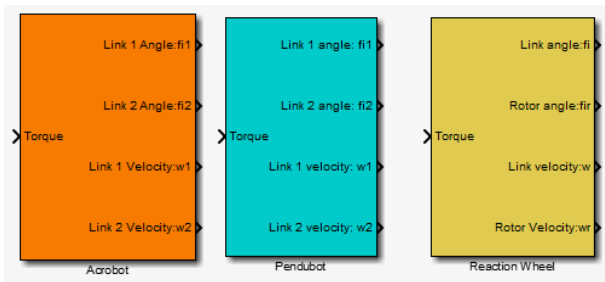 Link 1 Angle:fi1
Link 2 Angle:fi2
Torque
Link 1 Velocity:w1
Link 2 Velocity:w2
Acrobot
Link 1 angle: fi1
Link 2 angle: fi2
Torque
Link 1 velocity: w1
Link 2 velocity: w2
Pendubot
Link angle:fi
Rotor angle:fir
Torque
Link velocity:w
Rotor Velocity:wr
Reaction Wheel